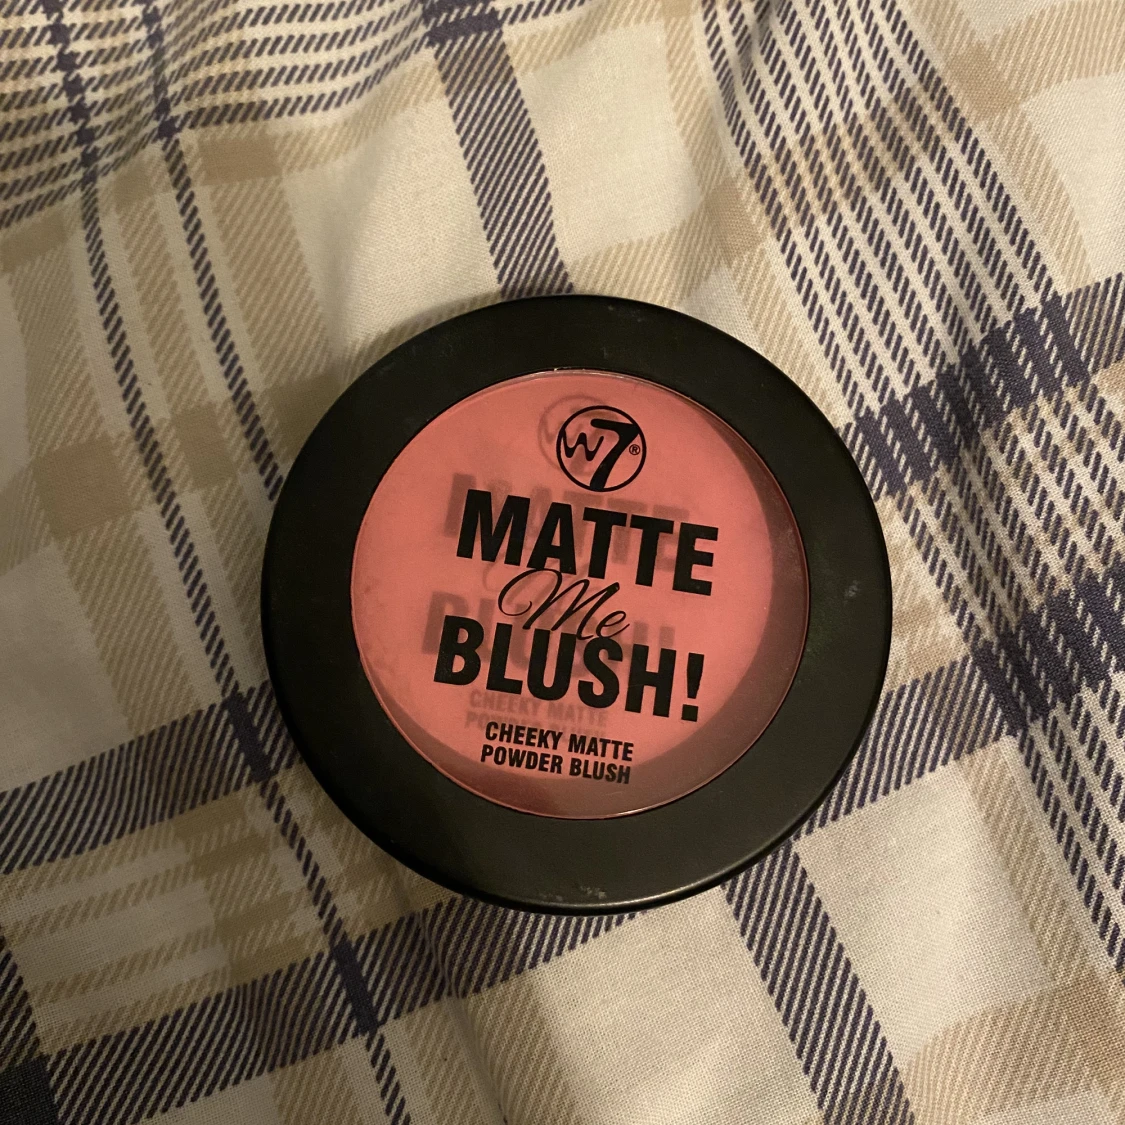 W7®
MATTE
Me
BLUSH!
CHEEKY MATTE
POWDER BLUSH